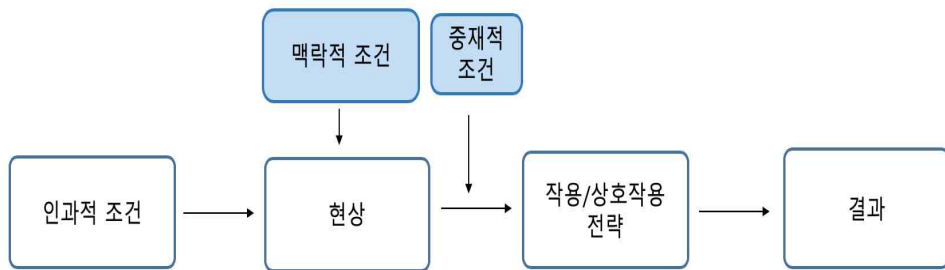 맥락적 조건
중재적
조건
인과적 조건
현상
작용/상호작용
전략
결과